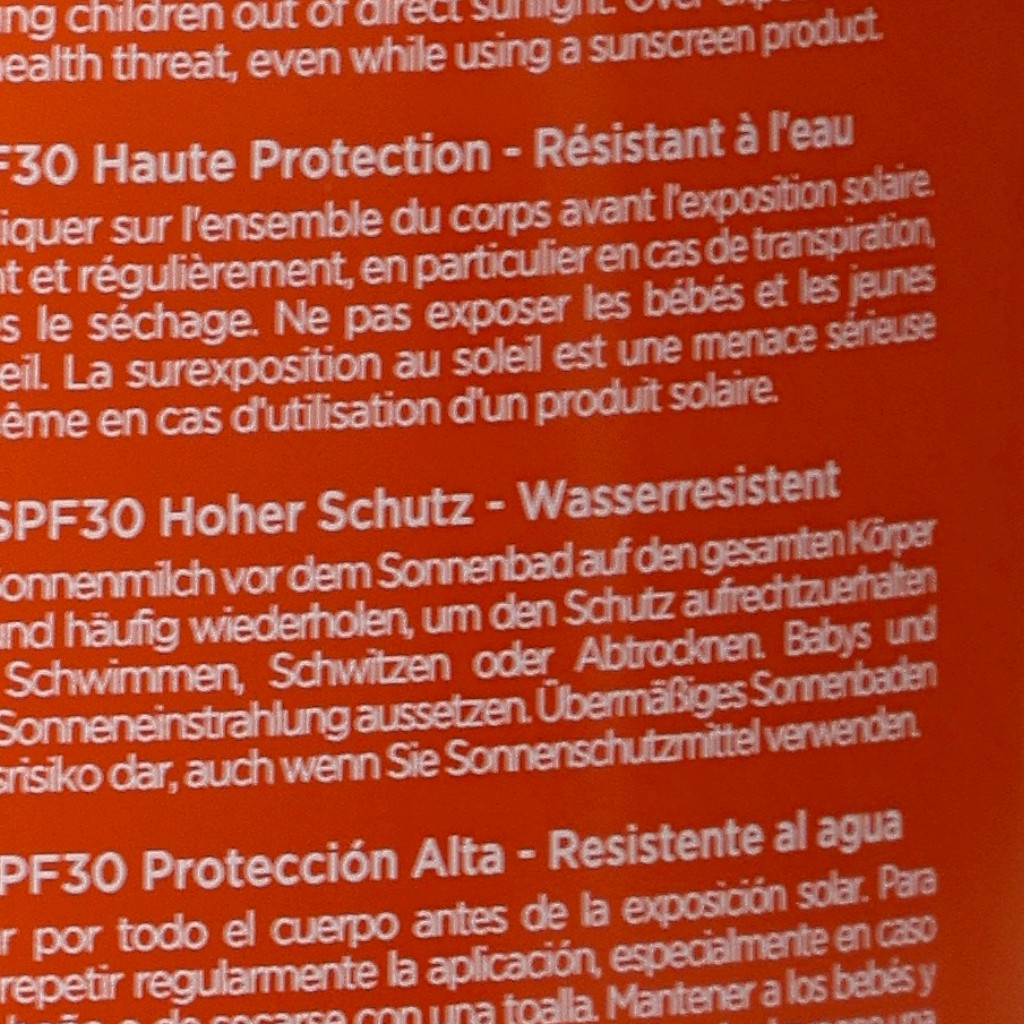 ing children out of direct sunlight. Over
health threat, even while using a sunscreen product.
F30 Haute Protection - Résistant à l'eau
iquer sur l'ensemble du corps avant l'exposition solaire.
nt et régulièrement, en particulier en cas de transpiration,
s le séchage. Ne pas exposer les bébés et les jeunes
eil. La surexposition au soleil est une menace sérieuse
ême en cas d'utilisation d'un produit solaire.
SPF30 Hoher Schutz - Wasserresistent
Sonnenmilch vor dem Sonnenbad auf den gesamten Körper
und häufig wiederholen, um den Schutz aufrechtzuerhalten
Schwimmen, Schwitzen oder Abtrocknen. Babys und
Sonneneinstrahlung aussetzen. Übermäßiges Sonnenbaden
srisiko dar, auch wenn Sie Sonnenschutzmittel verwenden.
PF30 Protección Alta - Resistente al agua
r por todo el cuerpo antes de la exposición solar. Para
repetir regularmente la aplicación, especialmente en caso
o de secarse con una toalla. Mantener a los bebés y
una